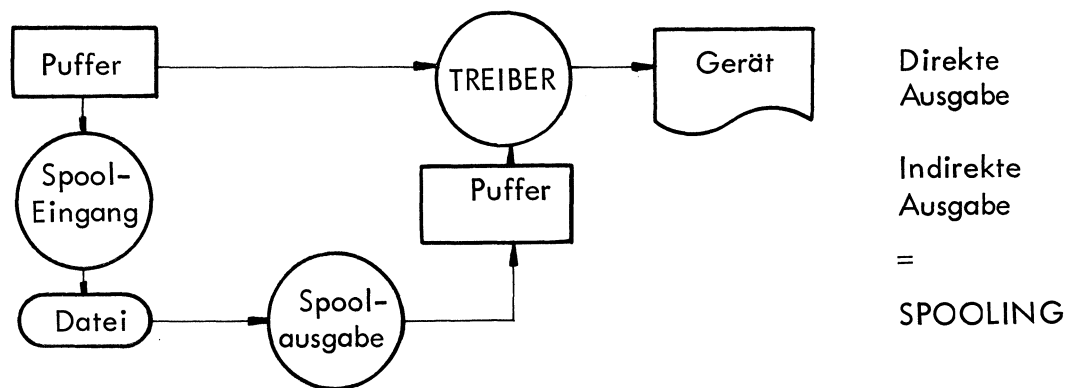 Puffer
TREIBER
Gerät
Direkte
Ausgabe
Spool-
Eingang
Puffer
Indirekte
Ausgabe
=
Datei
Spool-
ausgabe
SPOOLING